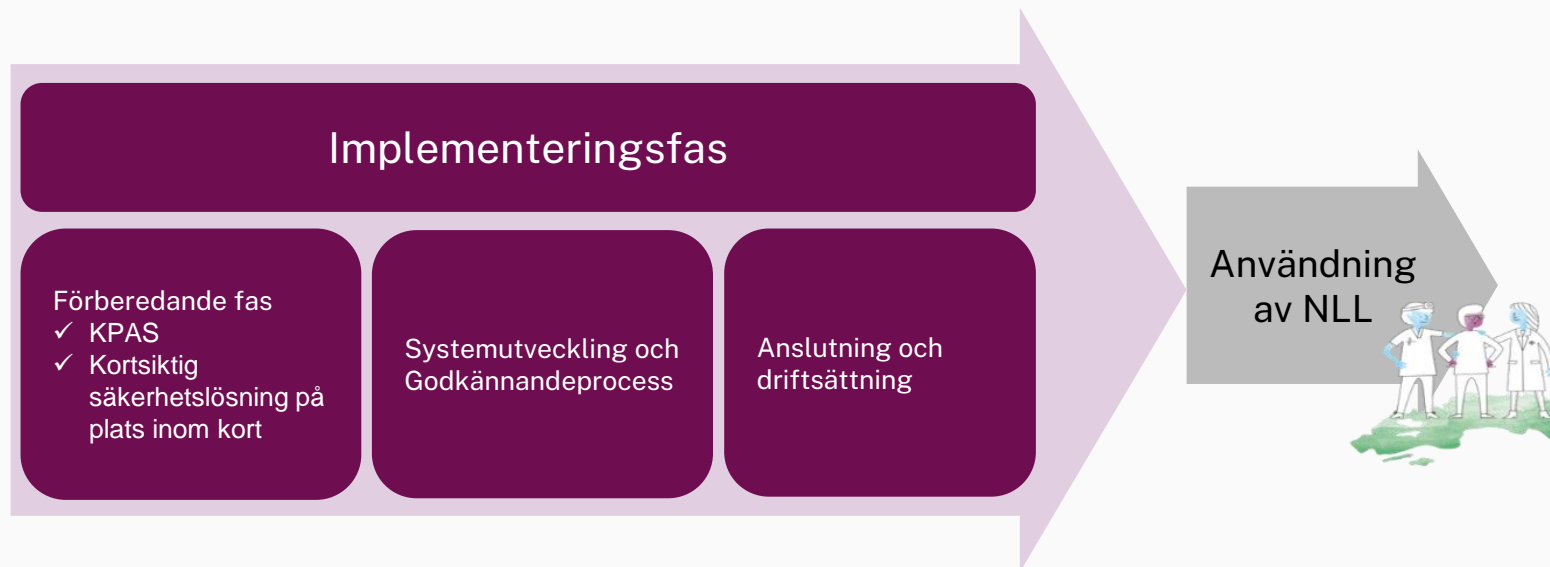 Implementeringsfas
Förberedande fas
✓ KPAS
✓ Kortsiktig
säkerhetslösning på
plats inom kort
Systemutveckling och
Godkännandeprocess
Anslutning och
driftsättning
Användning
av NLL